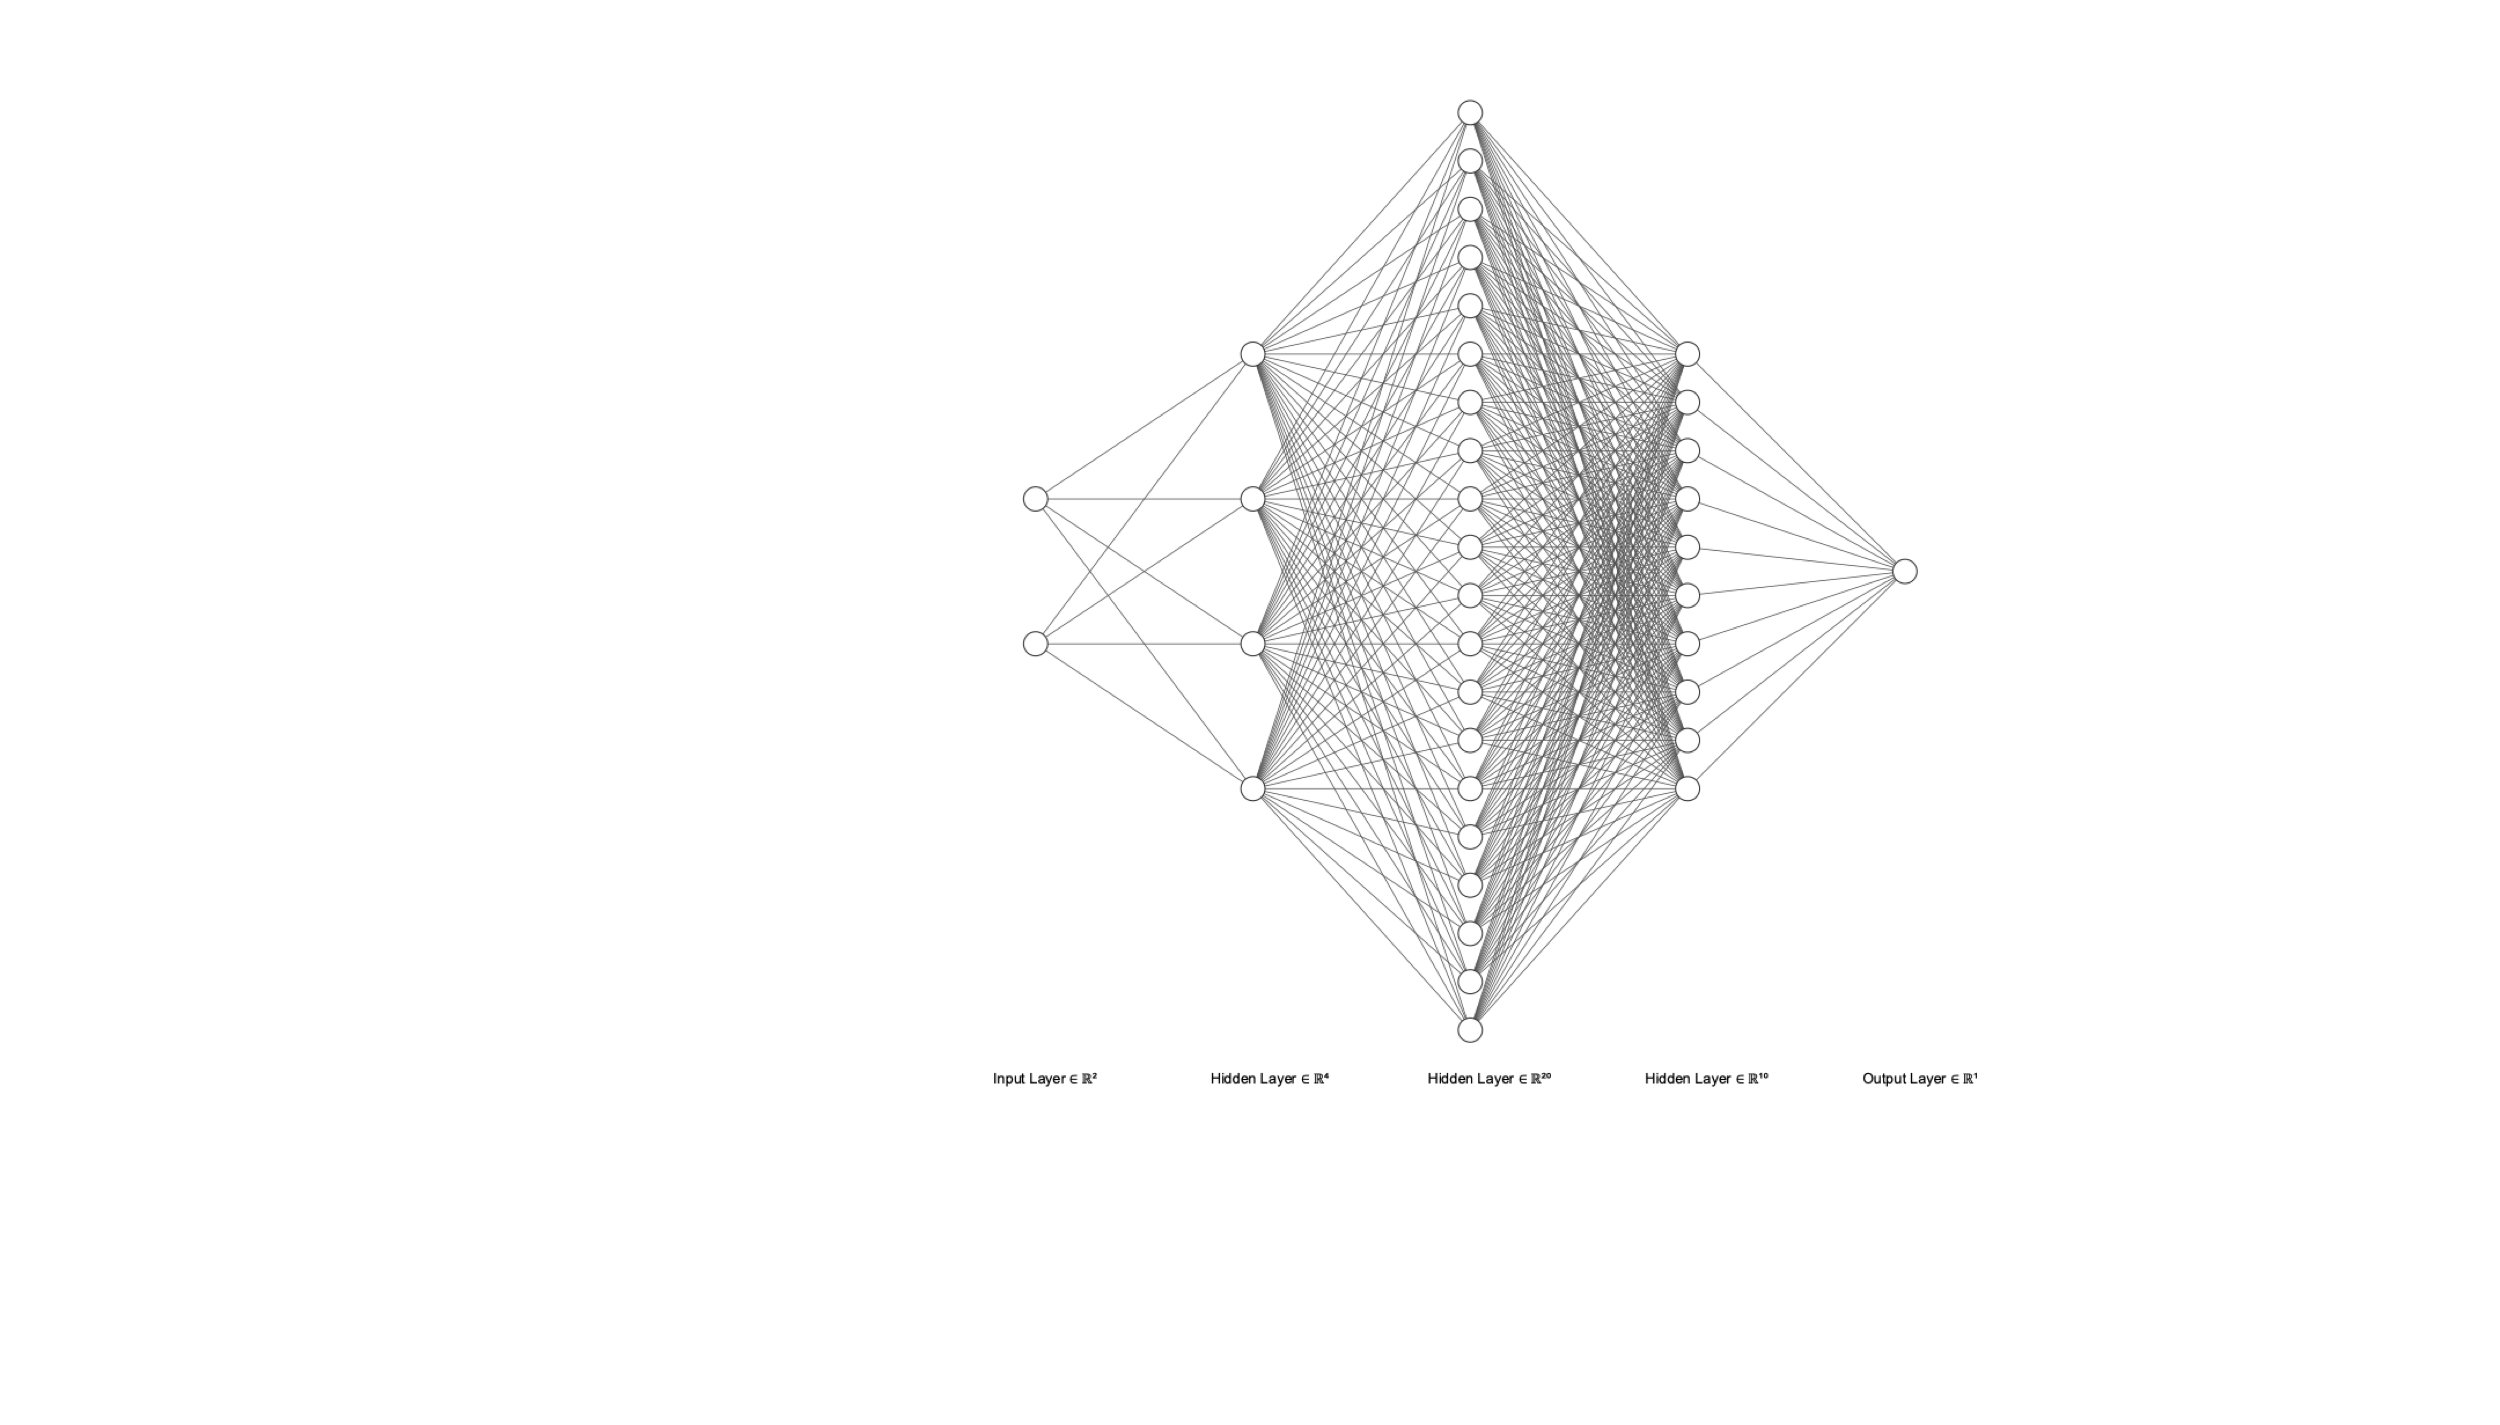 Input Layer ∈ ℝ² Hidden Layer ∈ ℝ⁴ Hidden Layer ∈ ℝ²⁰ Hidden Layer ∈ ℝ¹⁰ Output Layer ∈ ℝ¹